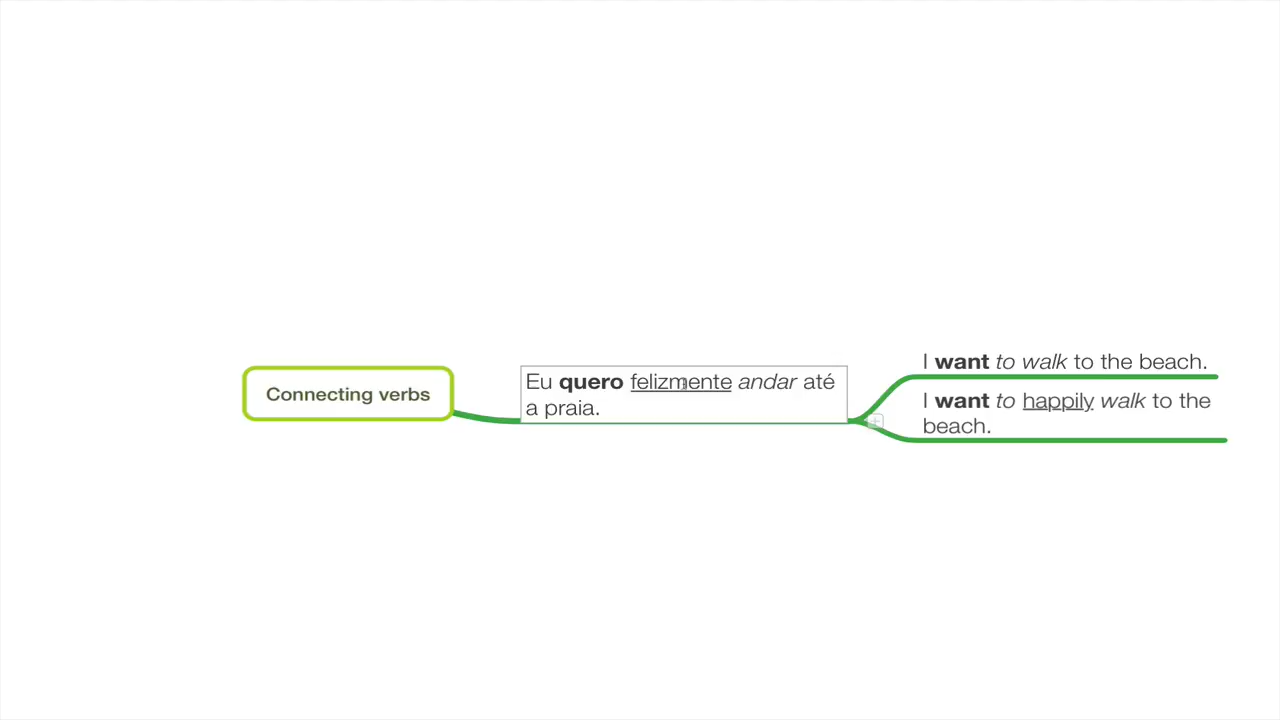 Connecting verbs
Eu quero felizmente andar até
a praia.
I want to walk to the beach.
I want to happily walk to the
beach.